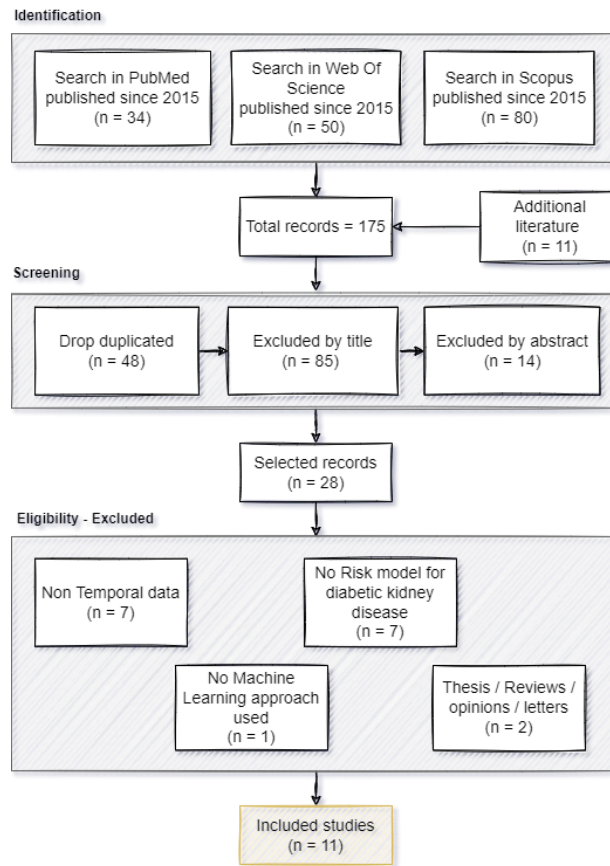 Identification
Search in PubMed
published since 2015
(n = 34)
Search in Web Of
Science
published since 2015
(n = 50)
Search in Scopus
published since 2015
(n = 80)
Total records = 175
Additional
literature
(n = 11)
Screening
Drop duplicated
(n = 48)
Excluded by title
(n = 85)
Excluded by abstract
(n = 14)
Selected records
(n = 28)
Eligibility - Excluded
Non Temporal data
(n = 7)
No Risk model for
diabetic kidney
disease
(n = 7)
No Machine
Learning approach
used
(n = 1)
Thesis / Reviews /
opinions / letters
(n = 2)
Included studies
(n = 11)